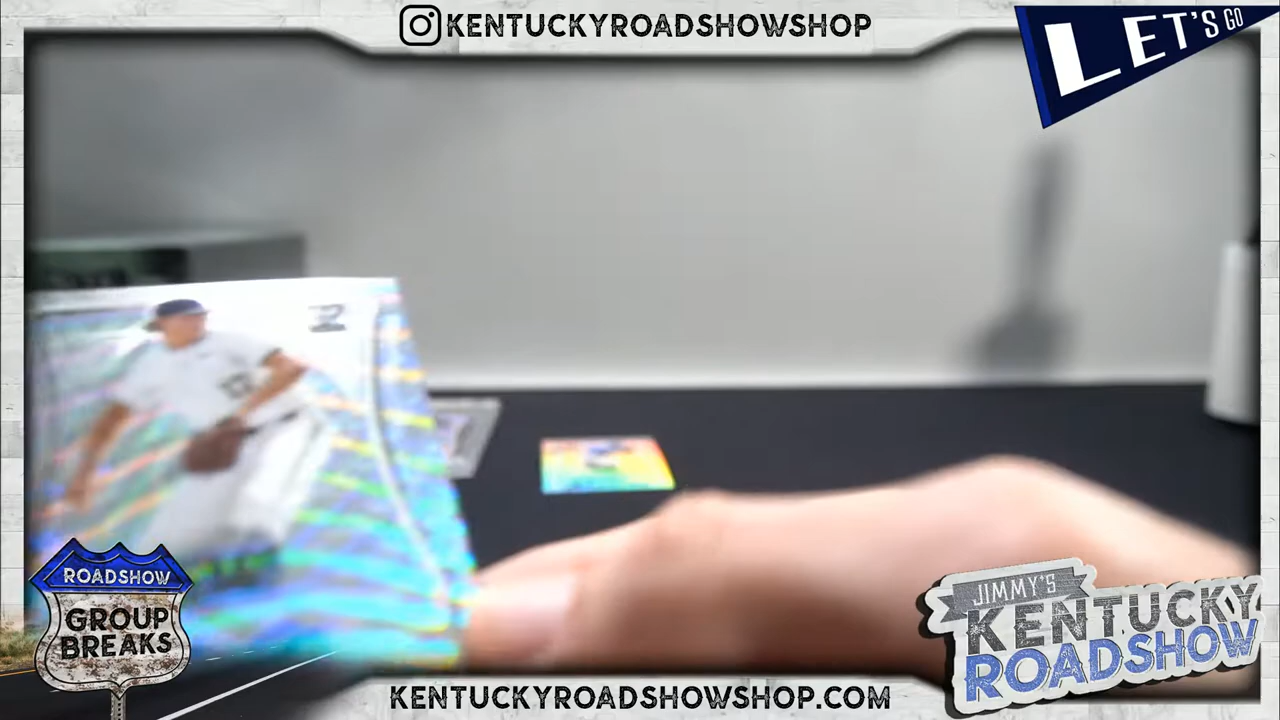 KENTUCKYROADSHOWSHOP
LET'S GO
ROADSHOW
GROUP
BREAKS
JIMMY'S
KENTUCKY
ROADSHOW
KENTUCKYROADSHOWSHOP.COM